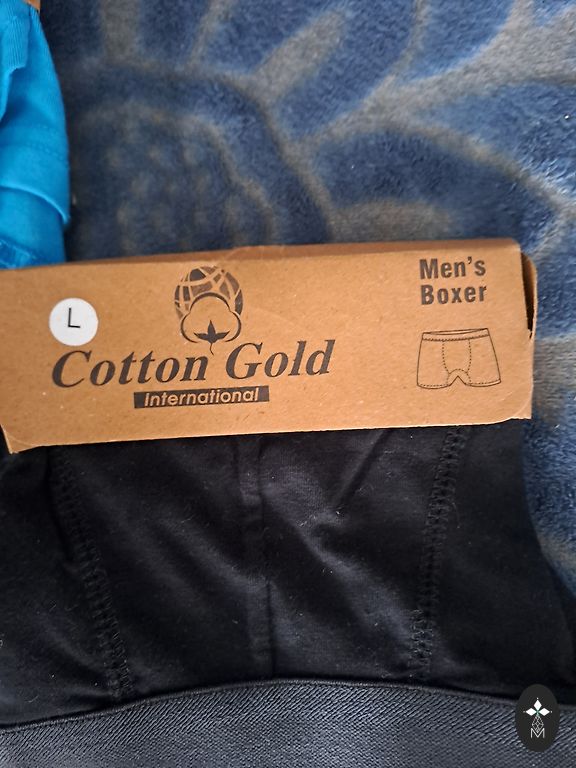 Men's
Boxer
L
Cotton Gold
International
M